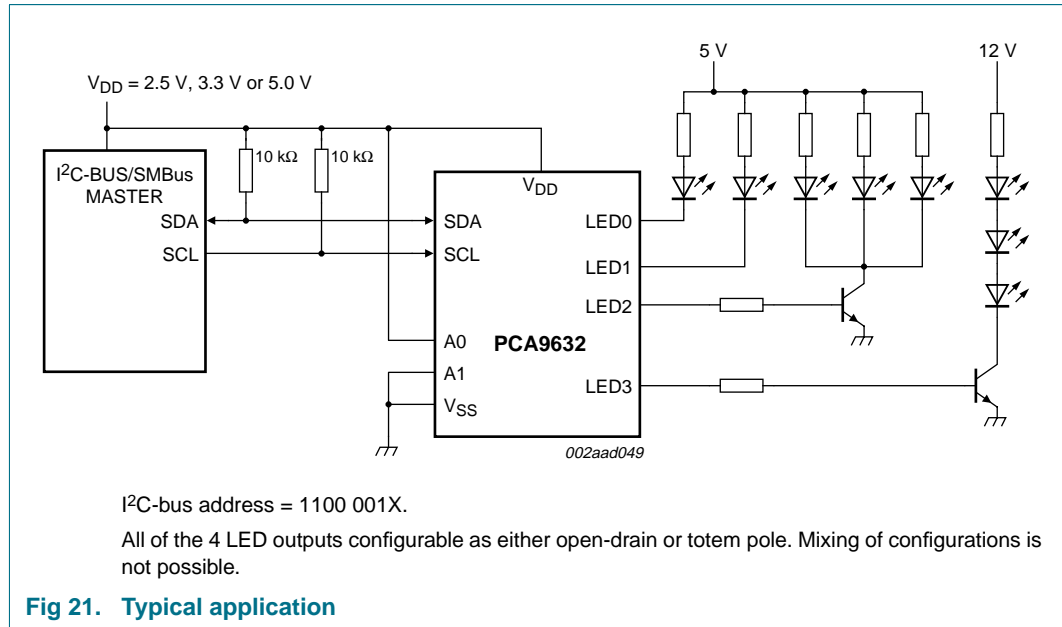 5 V
12 V
VDD = 2.5 V, 3.3 V or 5.0 V
10 kΩ
10 kΩ
I2C-BUS/SMBus
MASTER
SDA
SCL
VDD
SDA
SCL
A0
A1
VSS
PCA9632
LED0
LED1
LED2
LED3
002aad049
I2C-bus address = 1100 001X.
All of the 4 LED outputs configurable as either open-drain or totem pole. Mixing of configurations is
not possible.
Fig 21. Typical application